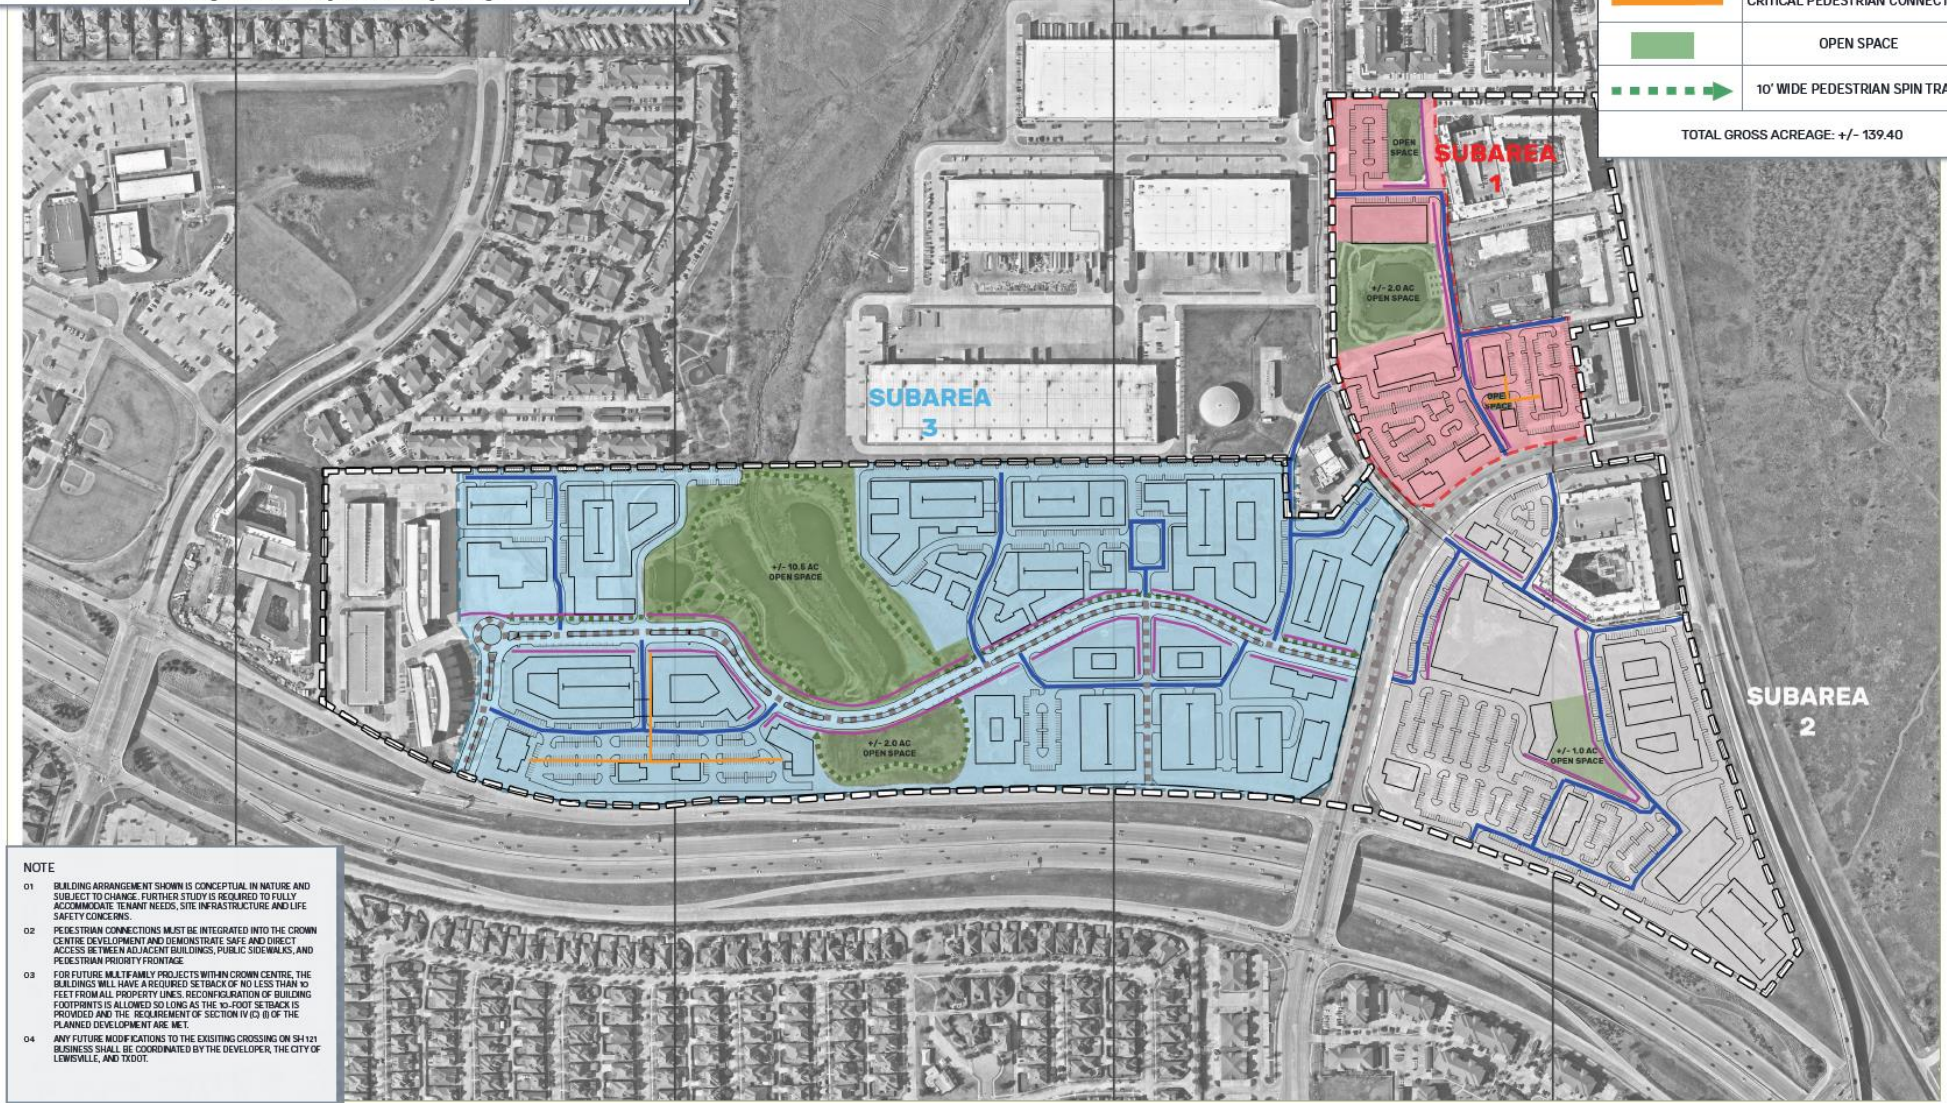 CRITICAL PEDESTRIAN CONNECT
OPEN SPACE
10' WIDE PEDESTRIAN SPIN TRA
TOTAL GROSS ACREAGE: +/- 139.40
OPEN
SPACE
SUBAREA
1
+/- 2.0 AC
OPEN SPACE
OPEN
SPACE
SUBAREA
3
+/- 10.5 AC
OPEN SPACE
SUBAREA
2
+/- 2.0 AC
OPEN SPACE
+/- 1.0 AC
OPEN SPACE
NOTE
01 BUILDING ARRANGEMENT SHOWN IS CONCEPTUAL IN NATURE AND
SUBJECT TO CHANGE. FURTHER STUDY IS REQUIRED TO FULLY
ACCOMMODATE TENANT NEEDS, SITE INFRASTRUCTURE AND LIFE
SAFETY CONCERNS.
02 PEDESTRIAN CONNECTIONS MUST BE INTEGRATED INTO THE CROWN
CENTRE DEVELOPMENT AND DEMONSTRATE SAFE AND DIRECT
ACCESS BETWEEN ADJACENT BUILDINGS, PUBLIC SIDEWALKS, AND
PEDESTRIAN PRIORITY FRONTAGE
03 FOR FUTURE MULTIFAMILY PROJECTS WITHIN CROWN CENTRE, THE
BUILDINGS WILL HAVE A REQUIRED SETBACK OF NO LESS THAN 10
FEET FROM ALL PROPERTY LINES. RECONFIGURATION OF BUILDING
FOOTPRINTS IS ALLOWED SO LONG AS THE 10-FOOT SETBACK IS
PROVIDED AND THE REQUIREMENT OF SECTION IV (C) (I) OF THE
PLANNED DEVELOPMENT ARE MET.
04 ANY FUTURE MODIFICATIONS TO THE EXISITING CROSSING ON SH 121
BUSINESS SHALL BE COORDINATED BY THE DEVELOPER, THE CITY OF
LEWISVILLE, AND TXDOT.